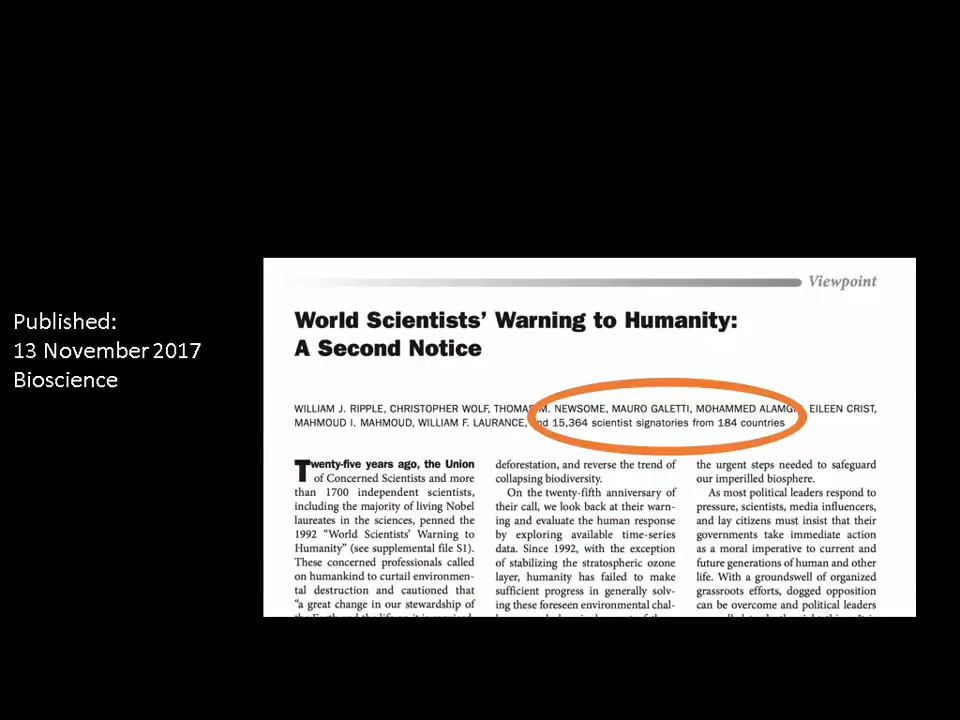 Published:
13 November 2017
Bioscience
Viewpoint
World Scientists’ Warning to Humanity:
A Second Notice
WILLIAM J. RIPPLE, CHRISTOPHER WOLF, THOMAS M. NEWSOME, MAURO GALETTI, MOHAMMED ALAMGIR, EILEEN CRIST,
MAHMOUD I. MAHMOUD, WILLIAM F. LAURANCE, and 15,364 scientist signatories from 184 countries
Twenty-five years ago, the Union
of Concerned Scientists and more
than 1700 independent scientists,
including the majority of living Nobel
laureates in the sciences, penned the
1992 “World Scientists’ Warning to
Humanity” (see supplemental file S1).
These concerned professionals called
on humankind to curtail environmen-
tal destruction and cautioned that
“a great change in our stewardship of
deforestation, and reverse the trend of
collapsing biodiversity.
On the twenty-fifth anniversary of
their call, we look back at their warn-
ing and evaluate the human response
by exploring available time-series
data. Since 1992, with the exception
of stabilizing the stratospheric ozone
layer, humanity has failed to make
sufficient progress in generally solv-
ing these foreseen environmental chal-
the urgent steps needed to safeguard
our imperilled biosphere.
As most political leaders respond to
pressure, scientists, media influencers,
and lay citizens must insist that their
governments take immediate action
as a moral imperative to current and
future generations of human and other
life. With a groundswell of organized
grassroots efforts, dogged opposition
can be overcome and political leaders